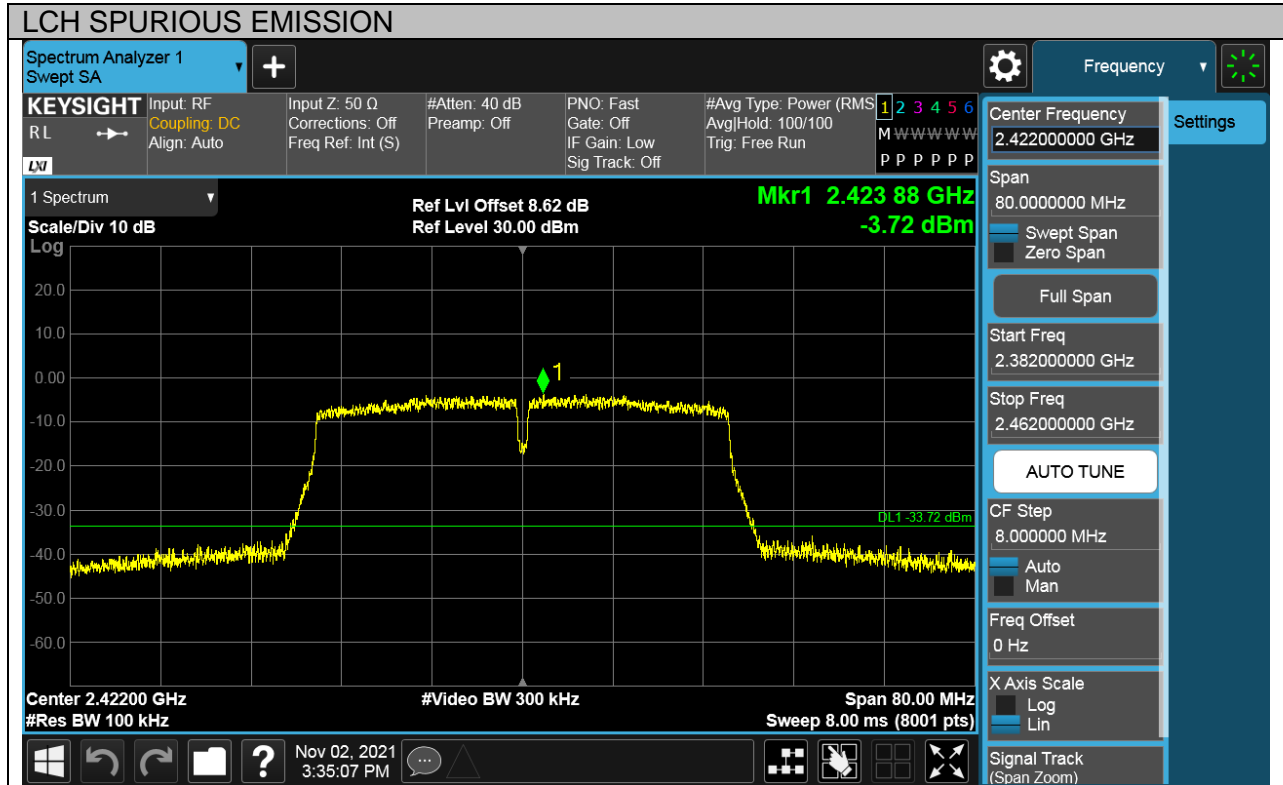 LCH SPURIOUS EMISSION
Spectrum Analyzer 1
Swept SA
+
Frequency
KEYSIGHT
RL
LXI
Input: RF
Coupling: DC
Align: Auto
Input Z: 50 Ω
Corrections: Off
Freq Ref: Int (S)
#Atten: 40 dB
Preamp: Off
PNO: Fast
Gate: Off
IF Gain: Low
Sig Track: Off
#Avg Type: Power (RMS
Avg|Hold: 100/100
Trig: Free Run
1 2 3 4 5 6
M W W W W W
P P P P P P
Center Frequency
2.422000000 GHz
Settings
1 Spectrum
Scale/Div 10 dB
Log
Ref Lvl Offset 8.62 dB
Ref Level 30.00 dBm
Mkr1 2.423 88 GHz
-3.72 dBm
20.0
10.0
0.00
-10.0
-20.0
-30.0
-40.0
-50.0
-60.0
1
DL1 -33.72 dBm
Center 2.42200 GHz
#Res BW 100 kHz
#Video BW 300 kHz
Span 80.00 MHz
Sweep 8.00 ms (8001 pts)
Span
80.0000000 MHz
Swept Span
Zero Span
Full Span
Start Freq
2.382000000 GHz
Stop Freq
2.462000000 GHz
AUTO TUNE
CF Step
8.000000 MHz
Auto
Man
Freq Offset
0 Hz
X Axis Scale
Log
Lin
Signal Track
(Span Zoom)
?
Nov 02, 2021
3:35:07 PM